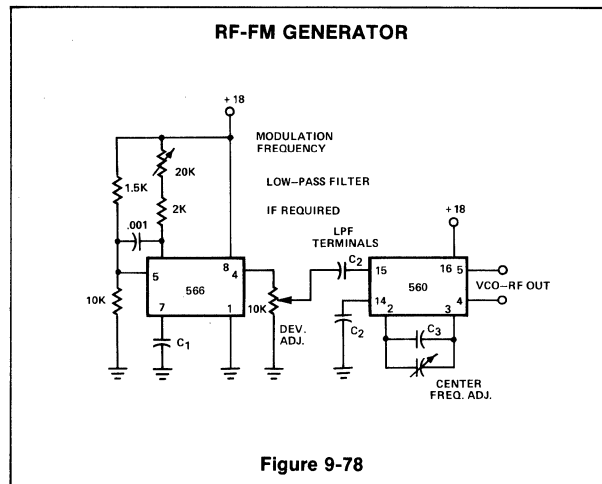 RF-FM GENERATOR
+ 18
MODULATION
FREQUENCY
20K
1.5K
LOW-PASS FILTER
2K
IF REQUIRED
+ 18
.001
LPF
TERMINALS
C2
5
8
4
566
15
16
5
560
VCO-RF OUT
14
4
10K
7
1
10K
2
3
DEV.
ADJ.
C2
C3
C1
CENTER
FREQ. ADJ.
Figure 9-78